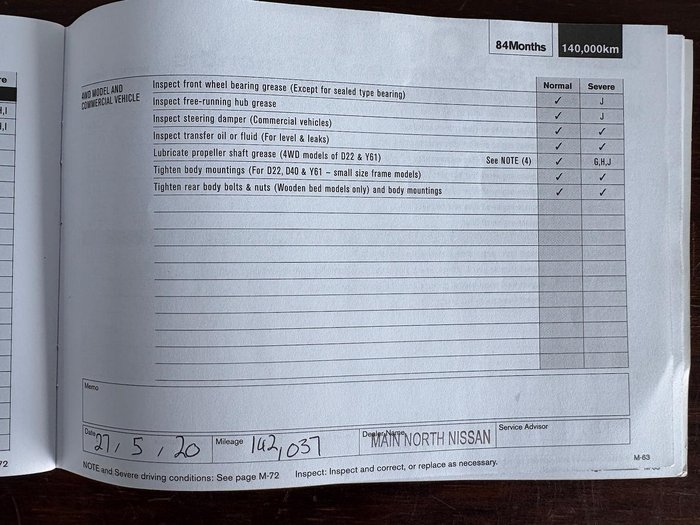 84Months 140,000km
Normal Severe
4WD MODEL AND
COMMERCIAL VEHICLE
Inspect front wheel bearing grease (Except for sealed type bearing) ✓ J
Inspect free-running hub grease ✓ J
Inspect steering damper (Commercial vehicles) ✓ ✓
Inspect transfer oil or fluid (For level & leaks) ✓ ✓
Lubricate propeller shaft grease (4WD models of D22 & Y61) See NOTE (4) ✓ G,H,J
Tighten body mountings (For D22, D40 & Y61 – small size frame models) ✓ ✓
Tighten rear body bolts & nuts (Wooden bed models only) and body mountings ✓ ✓
Memo
Date 27 / 5 / 20 Mileage 142,037 Dealer Name MAIN NORTH NISSAN Service Advisor
NOTE and Severe driving conditions: See page M-72 Inspect: Inspect and correct, or replace as necessary.
M-63